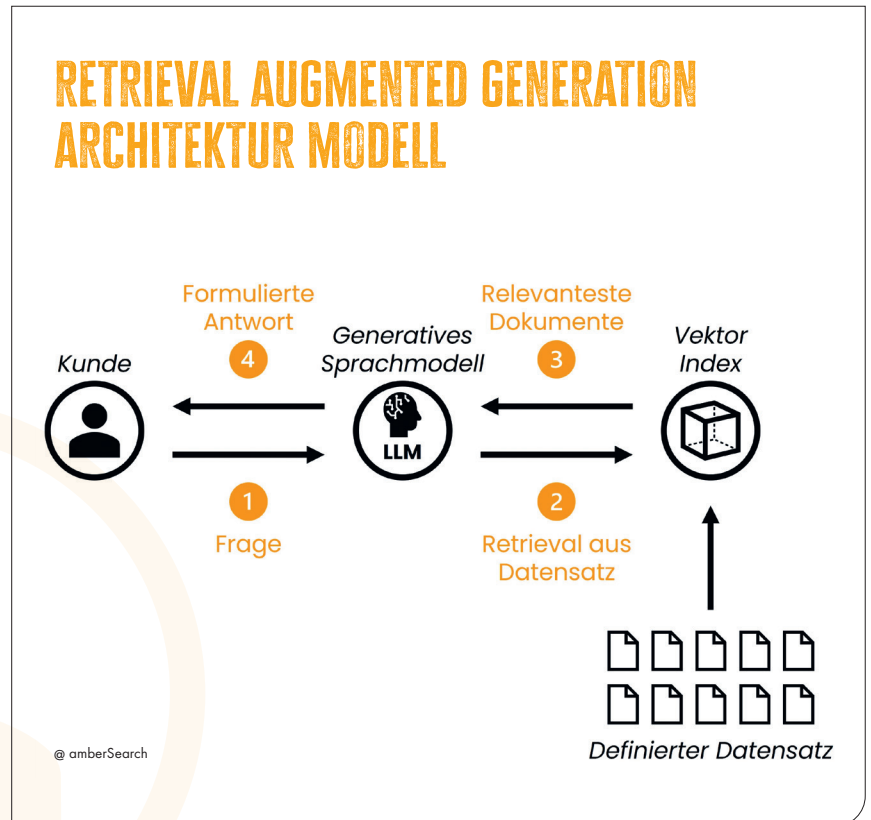 RETRIEVAL AUGMENTED GENERATION
ARCHITEKTUR MODELL
Formulierte
Antwort
4
Relevanteste
Dokumente
3
Kunde
Generatives
Sprachmodell
Vektor
Index
LLM
1
Frage
2
Retrieval aus
Datensatz
Definierter Datensatz
@ amberSearch